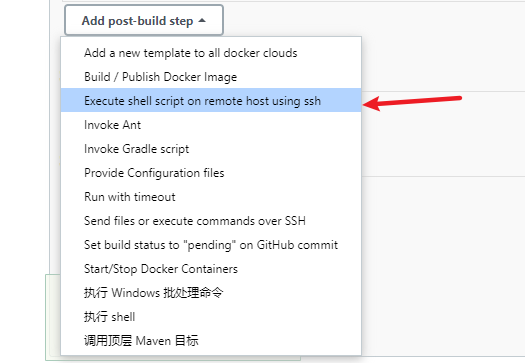 Add post-build step
Add a new template to all docker clouds
Build / Publish Docker Image
Execute shell script on remote host using ssh
Invoke Ant
Invoke Gradle script
Provide Configuration files
Run with timeout
Send files or execute commands over SSH
Set build status to "pending" on GitHub commit
Start/Stop Docker Containers
执行 Windows 批处理命令
执行 shell
调用顶层 Maven 目标